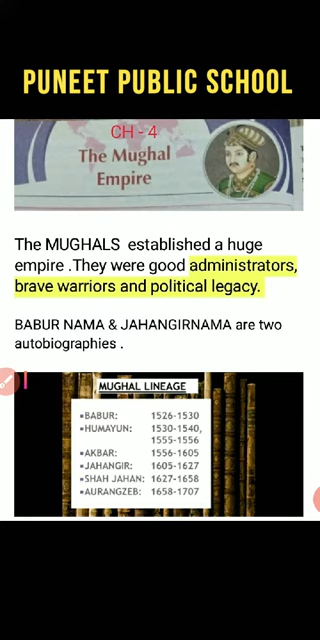 PUNEET PUBLIC SCHOOL
CH - 4
The Mughal
Empire
The MUGHALS established a huge
empire .They were good administrators,
brave warriors and political legacy.
BABUR NAMA & JAHANGIRNAMA are two
autobiographies .
MUGHAL LINEAGE
▪BABUR: 1526-1530
▪HUMAYUN: 1530-1540,
1555-1556
▪AKBAR: 1556-1605
▪JAHANGIR: 1605-1627
▪SHAH JAHAN: 1627-1658
▪AURANGZEB: 1658-1707